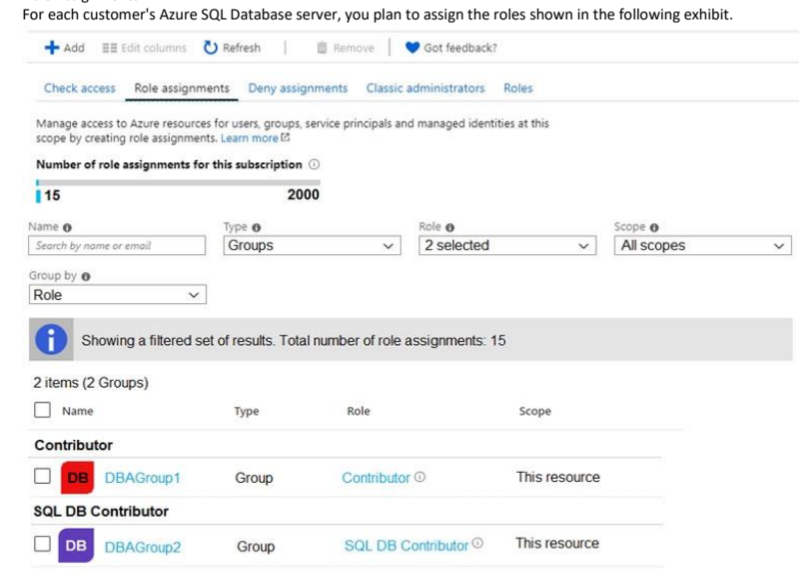 For each customer's Azure SQL Database server, you plan to assign the roles shown in the following exhibit.
Add Edit columns Refresh | Remove | Got feedback?
Check access Role assignments Deny assignments Classic administrators Roles
Manage access to Azure resources for users, groups, service principals and managed identities at this
scope by creating role assignments. Learn more
Number of role assignments for this subscription
15 2000
Name Type Role Scope
Search by name or email Groups 2 selected All scopes
Group by
Role
Showing a filtered set of results. Total number of role assignments: 15
2 items (2 Groups)
Name Type Role Scope
Contributor
DB DBAGroup1 Group Contributor This resource
SQL DB Contributor
DB DBAGroup2 Group SQL DB Contributor This resource